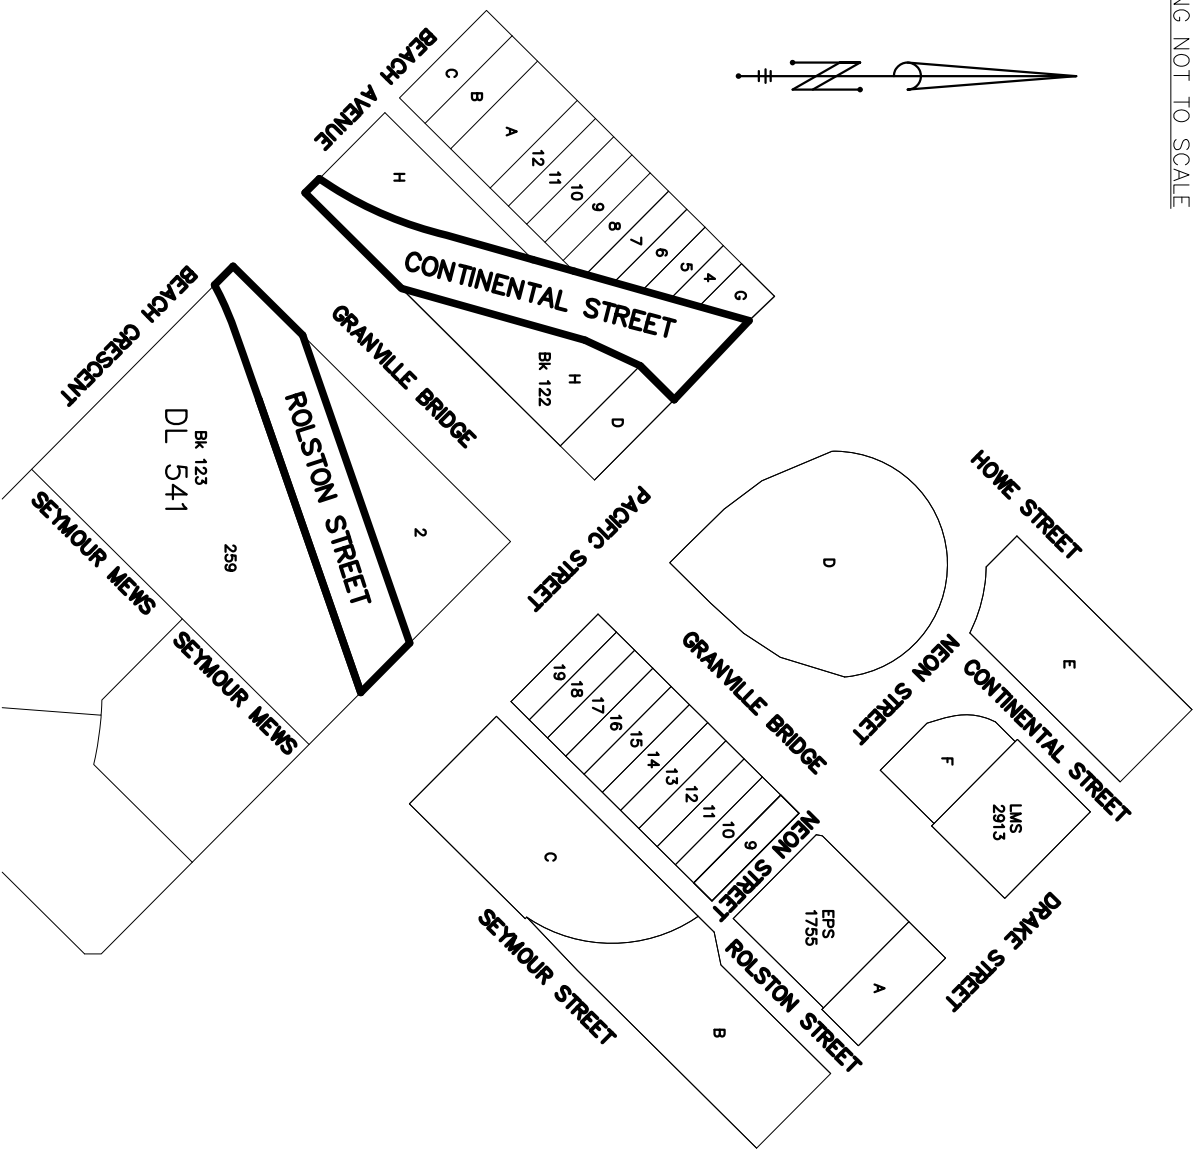 NG NOT TO SCALE
BEACH AVENUE
C
B
A
12
11
10
9
8
7
6
5
4
G
H
CONTINENTAL STREET
H
Bk 122
D
GRANVILLE BRIDGE
BEACH CRESCENT
ROLSTON STREET
2
Bk 123
DL 541
259
SEYMOUR MEWS
SEYMOUR MEWS
PACIFIC STREET
HOWE STREET
D
E
NEON STREET
CONTINENTAL STREET
F
LMS
2913
GRANVILLE BRIDGE
19
18
17
16
15
14
13
12
11
10
9
NEON STREET
EPS
1755
A
DRAKE STREET
ROLSTON STREET
C
B
SEYMOUR STREET